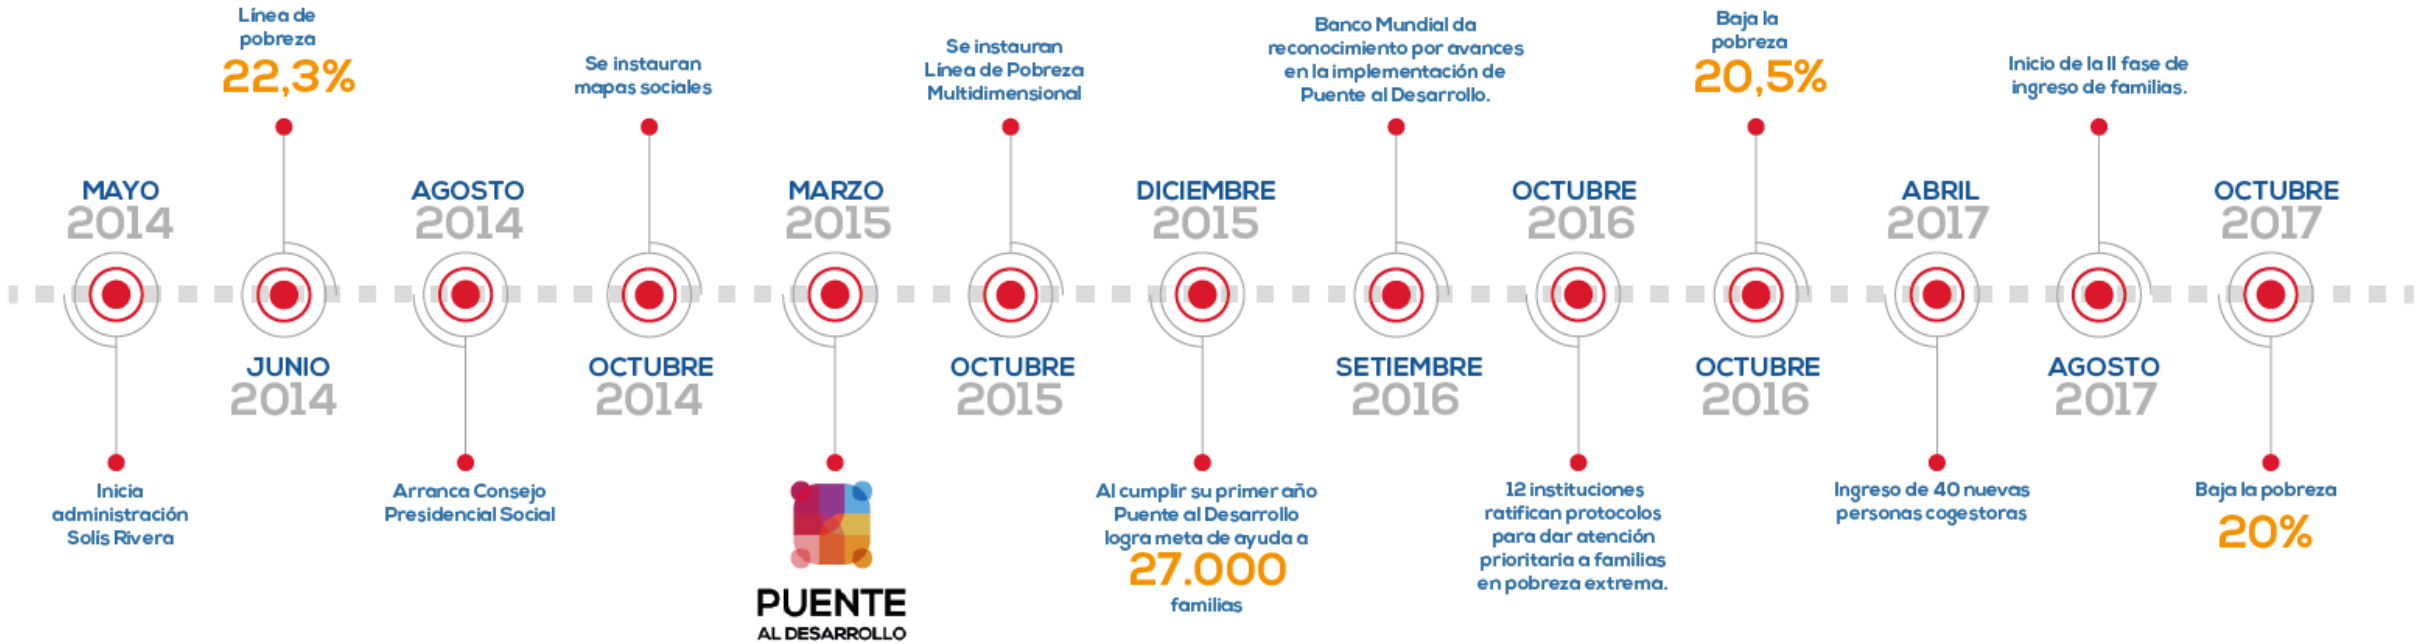 MAYO
2014
Inicia
administración
Solís Rivera
Línea de
pobreza
22,3%
JUNIO
2014
AGOSTO
2014
Arranca Consejo
Presidencial Social
Se instauran
mapas sociales
OCTUBRE
2014
MARZO
2015
PUENTE
AL DESARROLLO
Se instauran
Línea de Pobreza
Multidimensional
OCTUBRE
2015
DICIEMBRE
2015
Al cumplir su primer año
Puente al Desarrollo
logra meta de ayuda a
27.000
familias
Banco Mundial da
reconocimiento por avances
en la implementación de
Puente al Desarrollo.
SETIEMBRE
2016
OCTUBRE
2016
12 instituciones
ratifican protocolos
para dar atención
prioritaria a familias
en pobreza extrema.
Baja la
pobreza
20,5%
OCTUBRE
2016
ABRIL
2017
Ingreso de 40 nuevas
personas cogestoras
Inicio de la II fase de
ingreso de familias.
AGOSTO
2017
OCTUBRE
2017
Baja la pobreza
20%